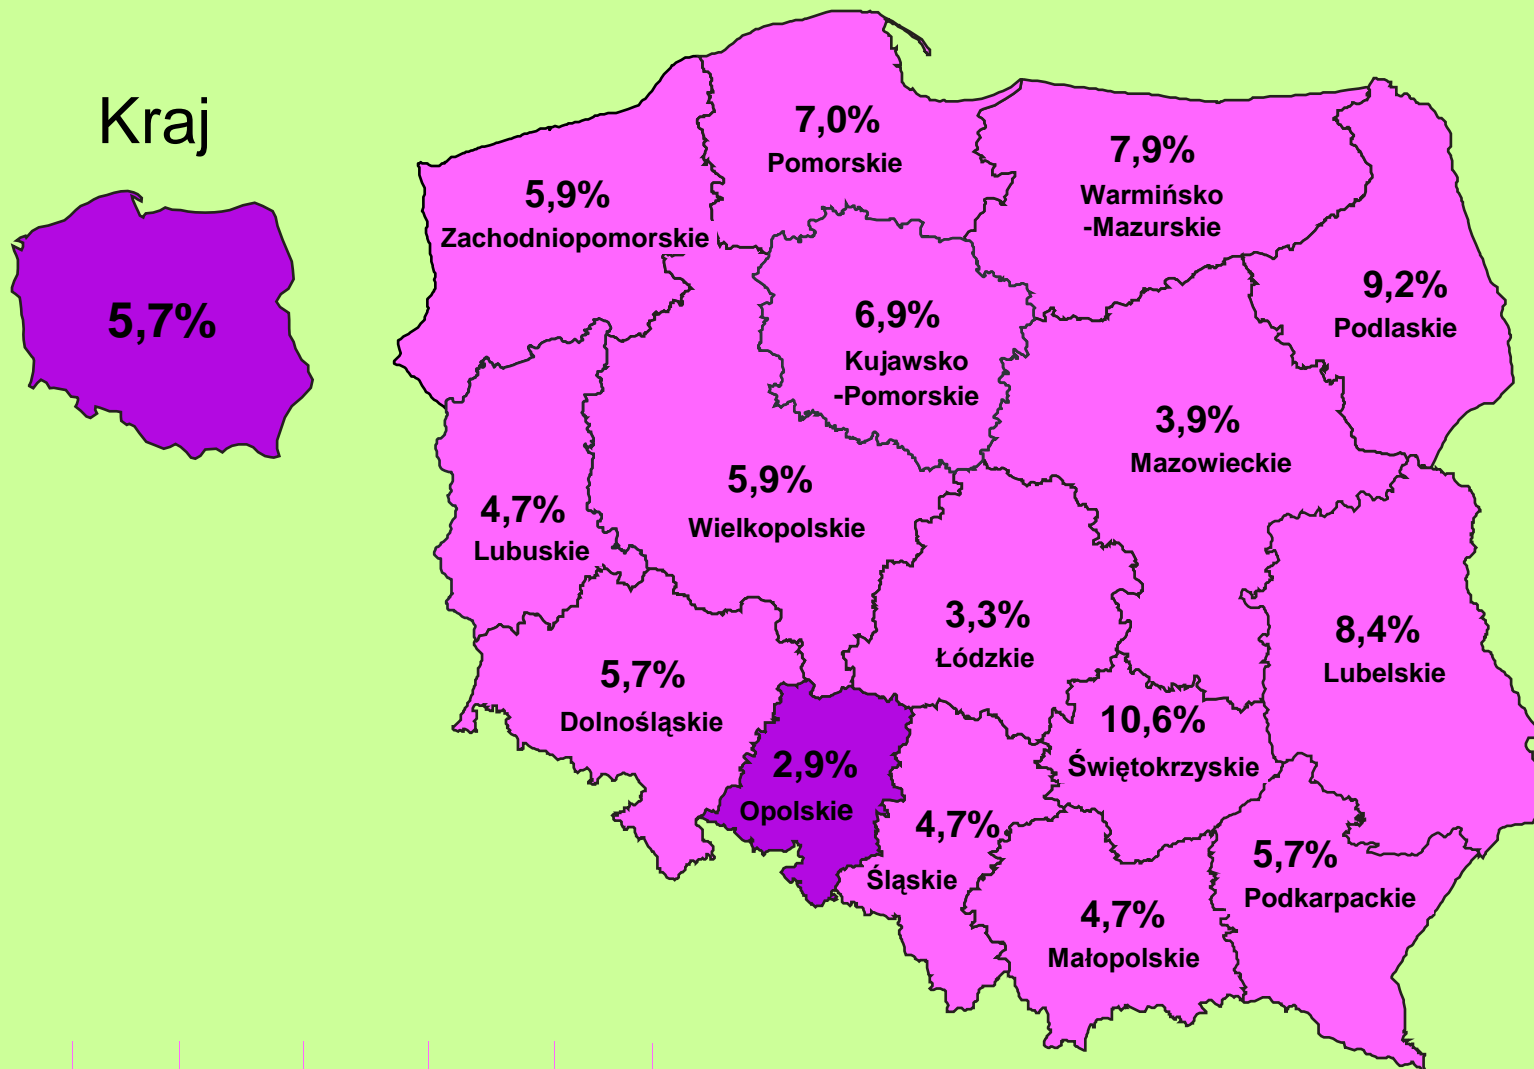 Kraj
5,7%
7,0%
Pomorskie
7,9%
Warmińsko
-Mazurskie
5,9%
Zachodniopomorskie
9,2%
Podlaskie
6,9%
Kujawsko
-Pomorskie
3,9%
Mazowieckie
5,9%
Wielkopolskie
4,7%
Lubuskie
3,3%
Łódzkie
8,4%
Lubelskie
5,7%
Dolnośląskie
10,6%
Świętokrzyskie
2,9%
Opolskie
4,7%
Śląskie
5,7%
Podkarpackie
4,7%
Małopolskie